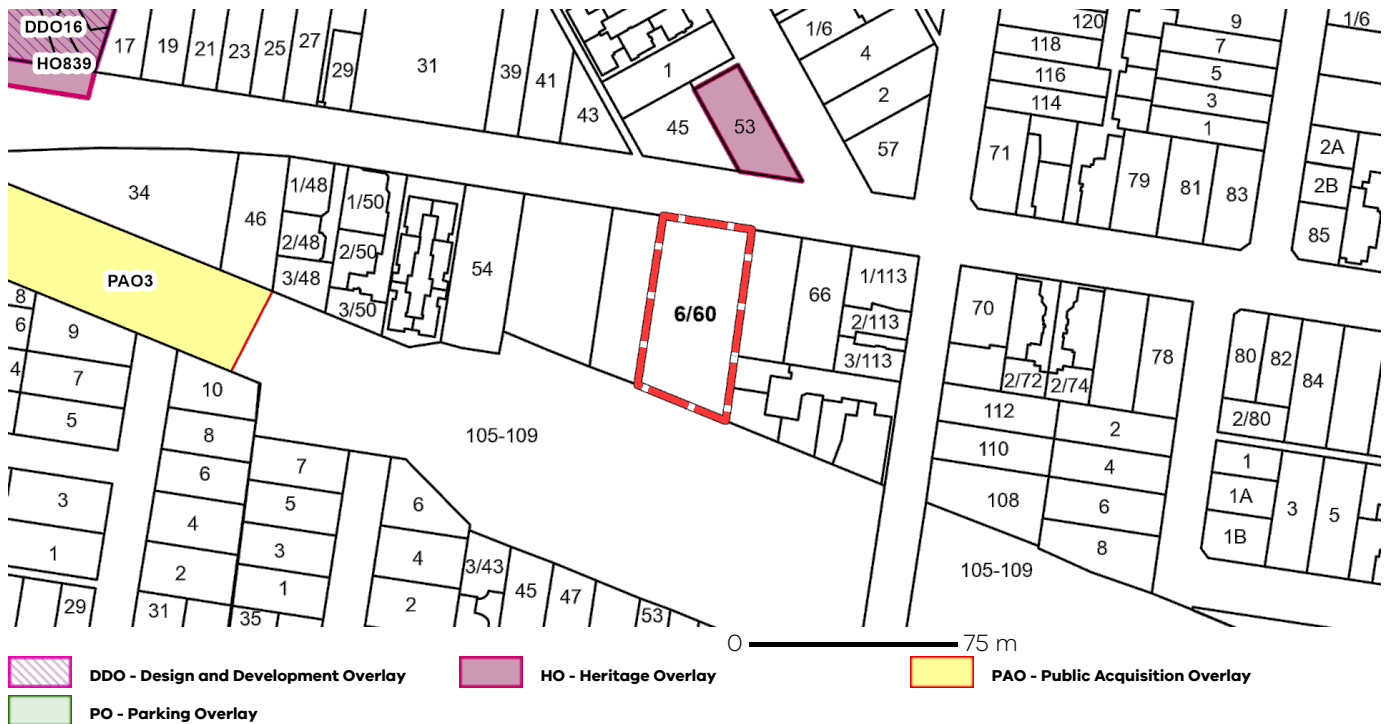 DDO16
HO839
17 19 21 23 25 27 29 31 39 41 43
1 45 53
1/6 4 2 57
120 118 116 114
9 7 5 3 1
1/6
71 79 81 83
2A
2B
85
34 46
1/48
2/48
3/48
1/50
2/50
3/50
54
6/60
66
1/113
2/113
3/113
70
2/72 2/74
78
80 82 84
2/80
PAO3
8
6
4
9
7
5
3
1
29
10
8
6
4
2
31
7
5
3
1
35
6
4
2
3/43
45 47 53
105-109
112 2
110 4
108 6
8
105-109
1
1A
1B
3 5
0 75 m
DDO - Design and Development Overlay
HO - Heritage Overlay
PAO - Public Acquisition Overlay
PO - Parking Overlay